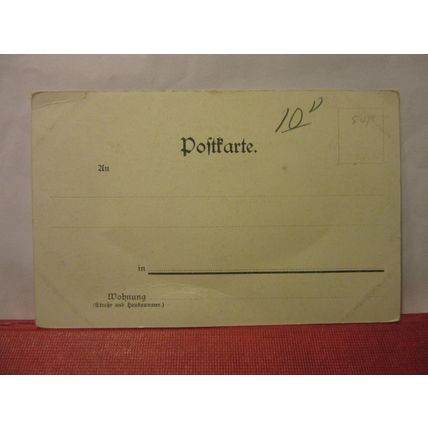 10 D
Postkarte.
An
in
Wohnung
(Straße und Hausnummer.)